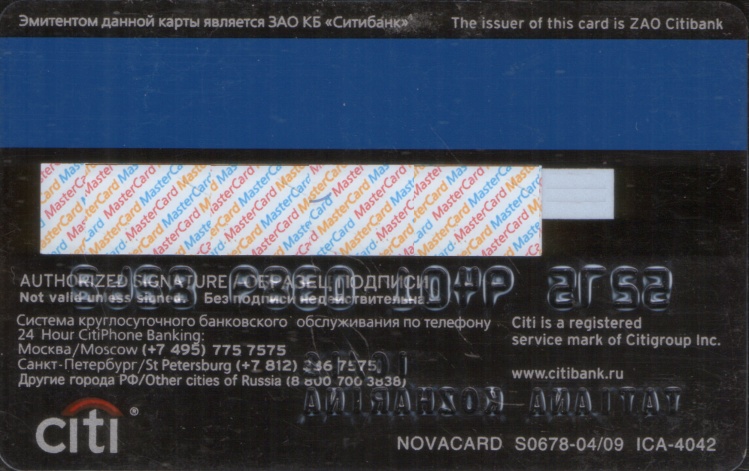 Эмитентом данной карты является ЗАО КБ «Ситибанк»
The issuer of this card is ZAO Citibank
MasterCard MasterCard MasterCard MasterCard
AUTHORIZED SIGNATURE / ОБРАЗЕЦ ПОДПИСИ
Not valid unless signed. Без подписи недействительна.
Система круглосуточного банковского обслуживания по телефону
24 Hour CitiPhone Banking:
Москва/Moscow (+7 495) 775 7575
Санкт-Петербург/St Petersburg (+7 812) 336 7575
Другие города РФ/Other cities of Russia (8 800 700 3838)
Citi is a registered
service mark of Citigroup Inc.
www.citibank.ru
citi®
NOVACARD S0678-04/09 ICA-4042